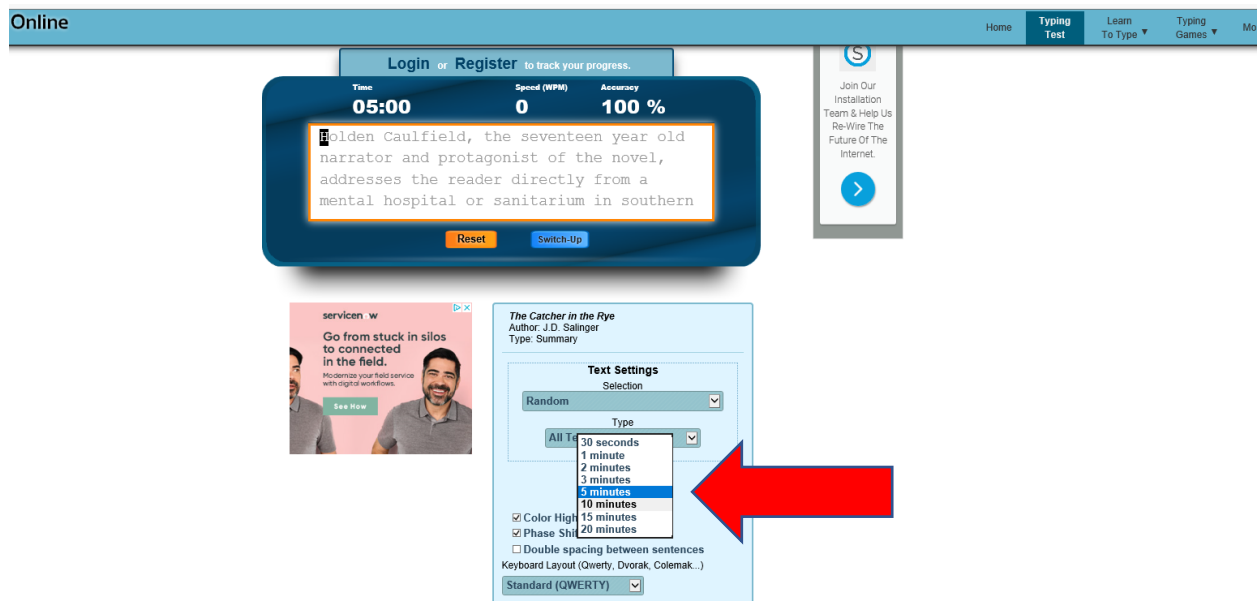 Online
Home
Typing
Test
Learn
To Type ▼
Typing
Games ▼
Mo
Login or Register to track your progress.
Time
Speed (WPM)
Accuracy
05:00
0
100 %
Holden Caulfield, the seventeen year old
narrator and protagonist of the novel,
addresses the reader directly from a
mental hospital or sanitarium in southern
Reset
Switch-Up
S
Join Our
Installation
Team & Help Us
Re-Wire The
Future Of The
Internet.
servicenow
Go from stuck in silos
to connected
in the field.
Modernize your field service
with digital workflows.
See How
The Catcher in the Rye
Author: J.D. Salinger
Type: Summary
Text Settings
Selection
Random
Type
All Te
30 seconds
1 minute
2 minutes
3 minutes
5 minutes
10 minutes
15 minutes
20 minutes
Color High
Phase Shi
Double spacing between sentences
Keyboard Layout (Qwerty, Dvorak, Colemak...)
Standard (QWERTY)